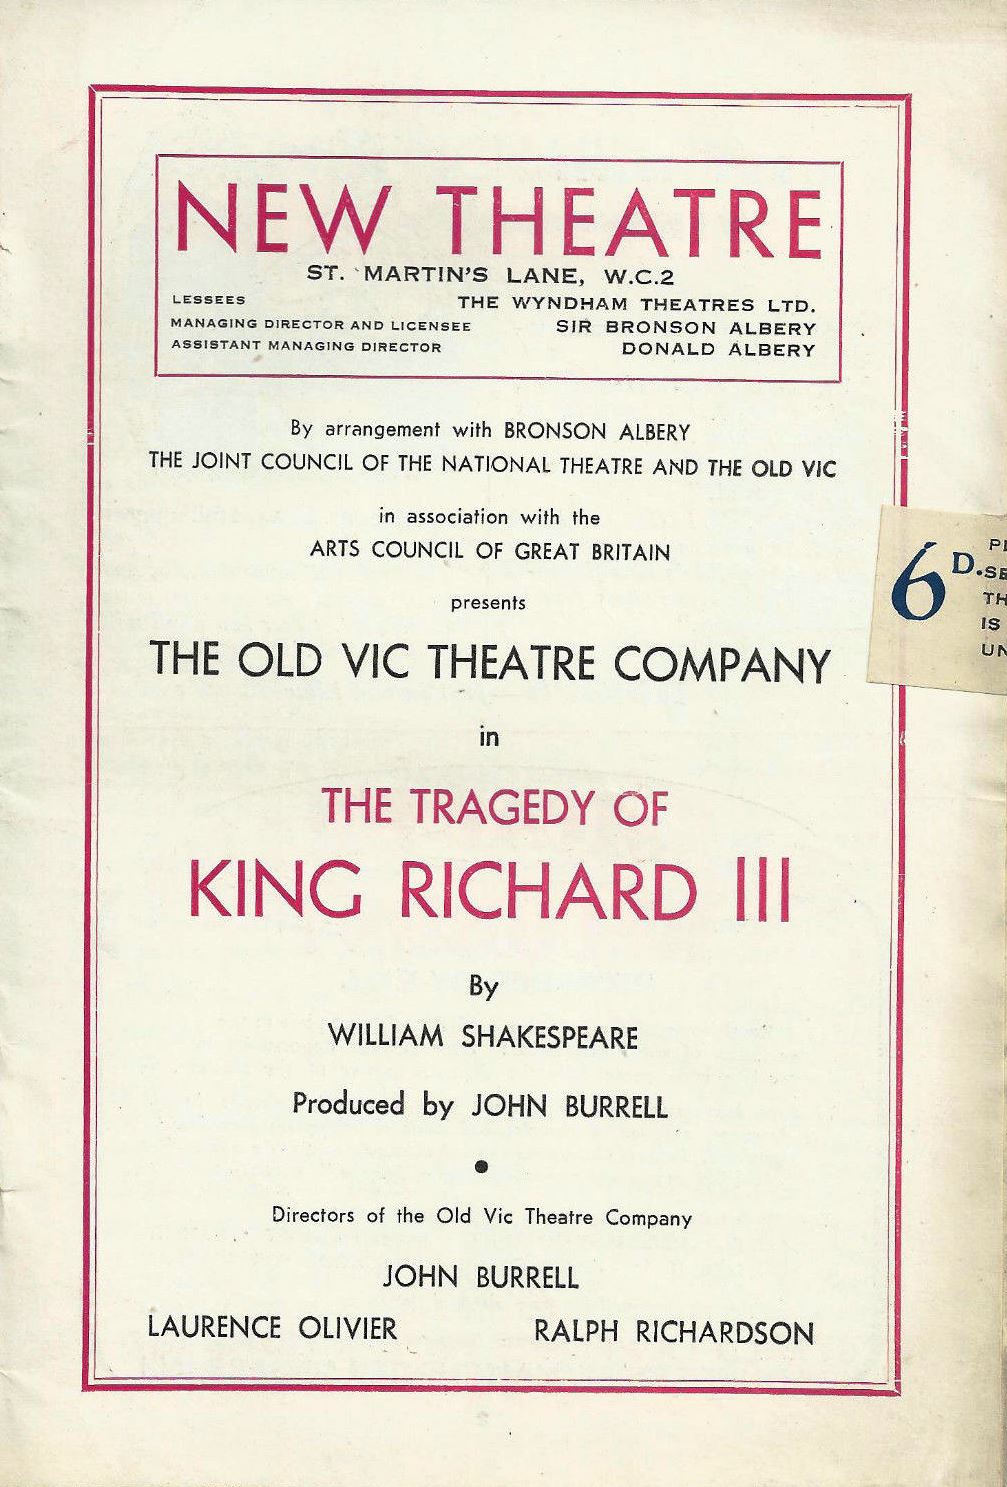 NEW THEATRE
ST. MARTIN'S LANE, W.C.2
LESSEES THE WYNDHAM THEATRES LTD.
MANAGING DIRECTOR AND LICENSEE SIR BRONSON ALBERY
ASSISTANT MANAGING DIRECTOR DONALD ALBERY
By arrangement with BRONSON ALBERY
THE JOINT COUNCIL OF THE NATIONAL THEATRE AND THE OLD VIC
in association with the
ARTS COUNCIL OF GREAT BRITAIN
presents
THE OLD VIC THEATRE COMPANY
in
THE TRAGEDY OF
KING RICHARD III
By
WILLIAM SHAKESPEARE
Produced by JOHN BURRELL
•
Directors of the Old Vic Theatre Company
JOHN BURRELL
LAURENCE OLIVIER RALPH RICHARDSON
6D.
IS